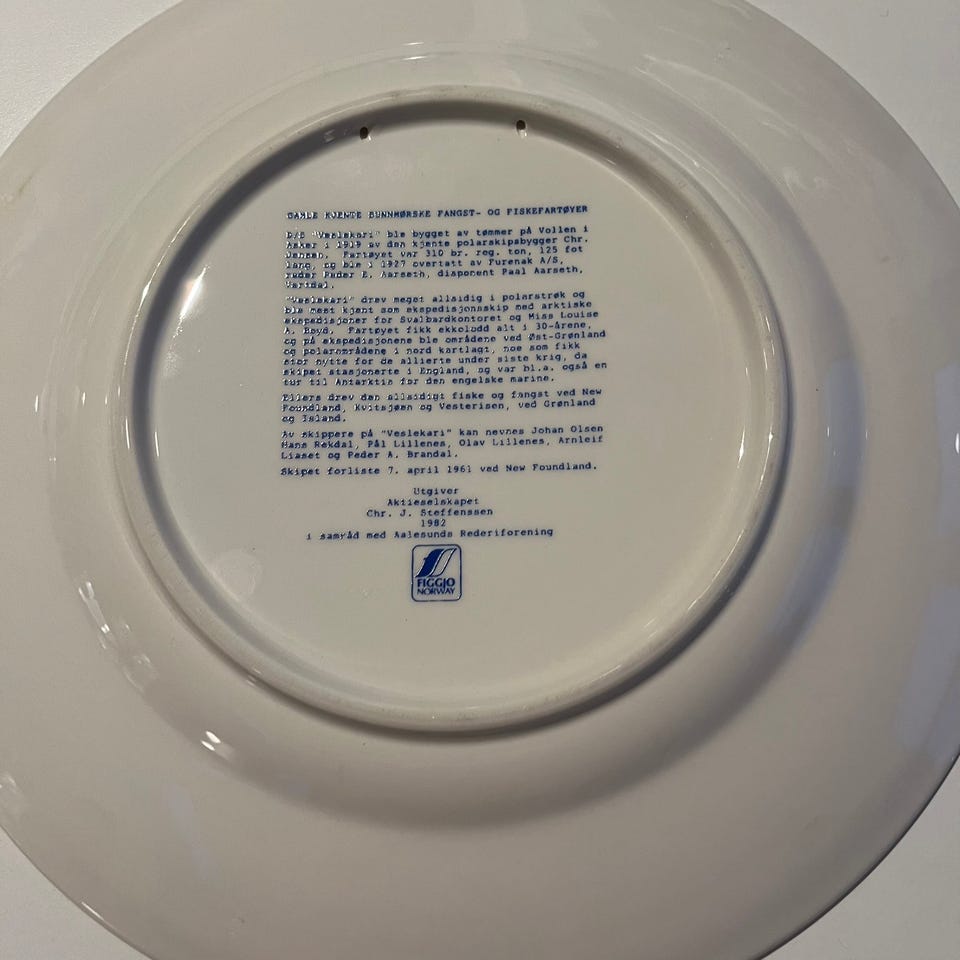 GAMLE KJENTE SUNNMØRSKE FANGST- OG FISKEFARTØYER
D/S "Veslekari" ble bygget av tømmer på Vollen i
Asker i 1919 av den kjente polarskipsbygger Chr.
Jensen. Fartøyet var 310 br. reg. ton, 125 fot
lang, og ble i 1927 overtatt av Furenak A/S,
reder Peder E. Aarseth, disponent Paal Aarseth,
Vartdal.
"Veslekari" drev meget allsidig i polarstrøk og
ble mest kjent som ekspedisjonsskip med arktiske
ekspedisjoner for Svalbardkontoret og Miss Louise
A. Boyd. Fartøyet fikk ekkolodd alt i 30-årene,
og på ekspedisjonene ble områdene ved Øst-Grønland
og polarområdene i nord kartlagt, noe som fikk
stor nytte for de allierte under siste krig, da
skipet stasjonerte i England, og var bl.a. også en
tur til Antarktis for den engelske marine.
Ellers drev den allsidigt fiske og fangst ved New
Foundland, Kvitsjøen og Vesterisen, ved Grønland
og Island.
Av skippere på "Veslekari" kan nevnes Johan Olsen
Hans Rekdal, Pål Lillenes, Olav Lillenes, Arnleif
Liaset og Peder A. Brandal.
Skipet forliste 7. april 1961 ved New Foundland.
Utgiver
Aktieselskapet
Chr. J. Steffenssen
1982
i samråd med Aalesunds Rederiforening
FIGGJO
NORWAY